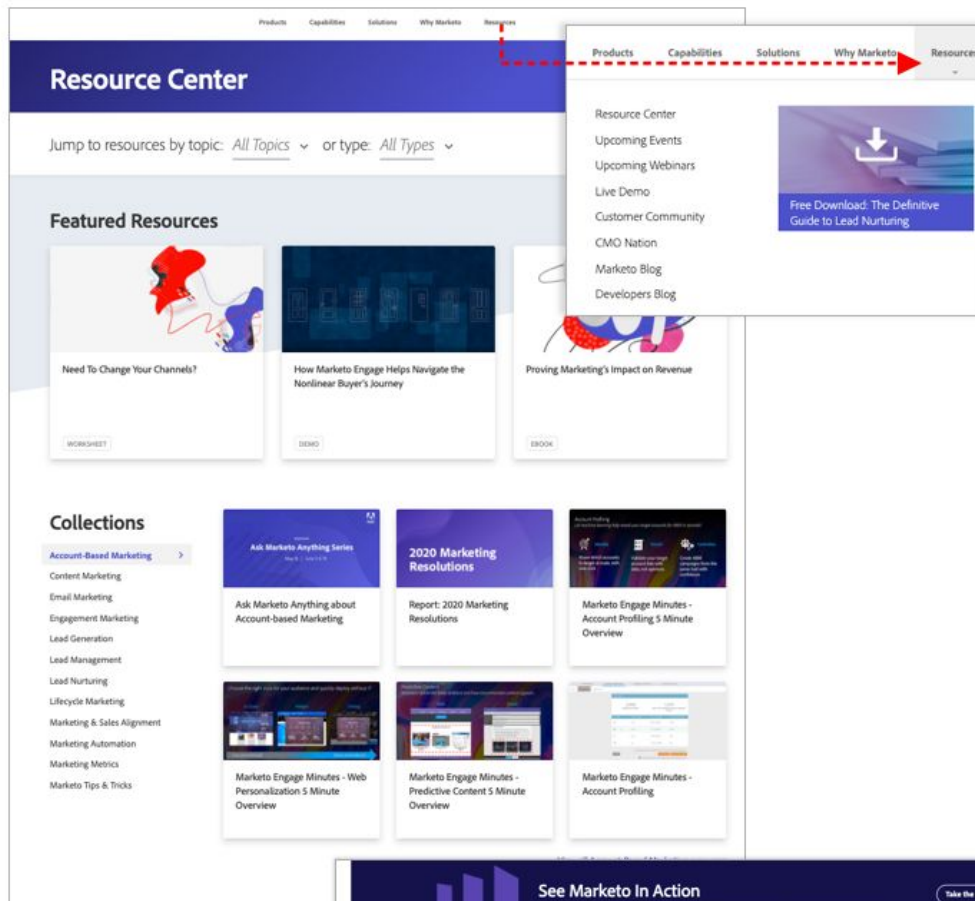 Products Capabilities Solutions Why Marketo Resources
Resource Center
Jump to resources by topic: All Topics or type: All Types
Products Capabilities Solutions Why Marketo Resources
Resource Center
Upcoming Events
Upcoming Webinars
Live Demo
Customer Community
CMO Nation
Marketo Blog
Developers Blog
Free Download: The Definitive
Guide to Lead Nurturing
Featured Resources
Need To Change Your Channels?
WORKSHEET
How Marketo Engage Helps Navigate the
Nonlinear Buyer's Journey
DEMO
Proving Marketing's Impact on Revenue
EBOOK
Collections
Account-Based Marketing
Content Marketing
Email Marketing
Engagement Marketing
Lead Generation
Lead Management
Lead Nurturing
Lifecycle Marketing
Marketing & Sales Alignment
Marketing Automation
Marketing Metrics
Marketo Tips & Tricks
Ask Marketo Anything Series
Ask Marketo Anything about
Account-based Marketing
2020 Marketing
Resolutions
Report: 2020 Marketing
Resolutions
Account Profiling
Marketo Engage Minutes -
Account Profiling 5 Minute
Overview
Marketo Engage Minutes - Web
Personalization 5 Minute
Overview
Predictive Content
Marketo Engage Minutes -
Predictive Content 5 Minute
Overview
Marketo Engage Minutes -
Account Profiling
See Marketo In Action
Take the